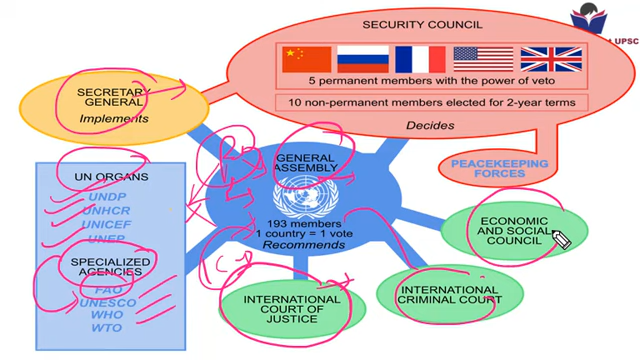 SECURITY COUNCIL
UPSC
5 permanent members with the power of veto
10 non-permanent members elected for 2-year terms
Decides
PEACEKEEPING
FORCES
SECRETARY
GENERAL
Implements
GENERAL
ASSEMBLY
193 members
1 country = 1 vote
Recommends
UN ORGANS
UNDP
UNHCR
UNICEF
UNEP
SPECIALIZED
AGENCIES
FAO
UNESCO
WHO
WTO
INTERNATIONAL
COURT OF
JUSTICE
INTERNATIONAL
CRIMINAL COURT
ECONOMIC
AND SOCIAL
COUNCIL